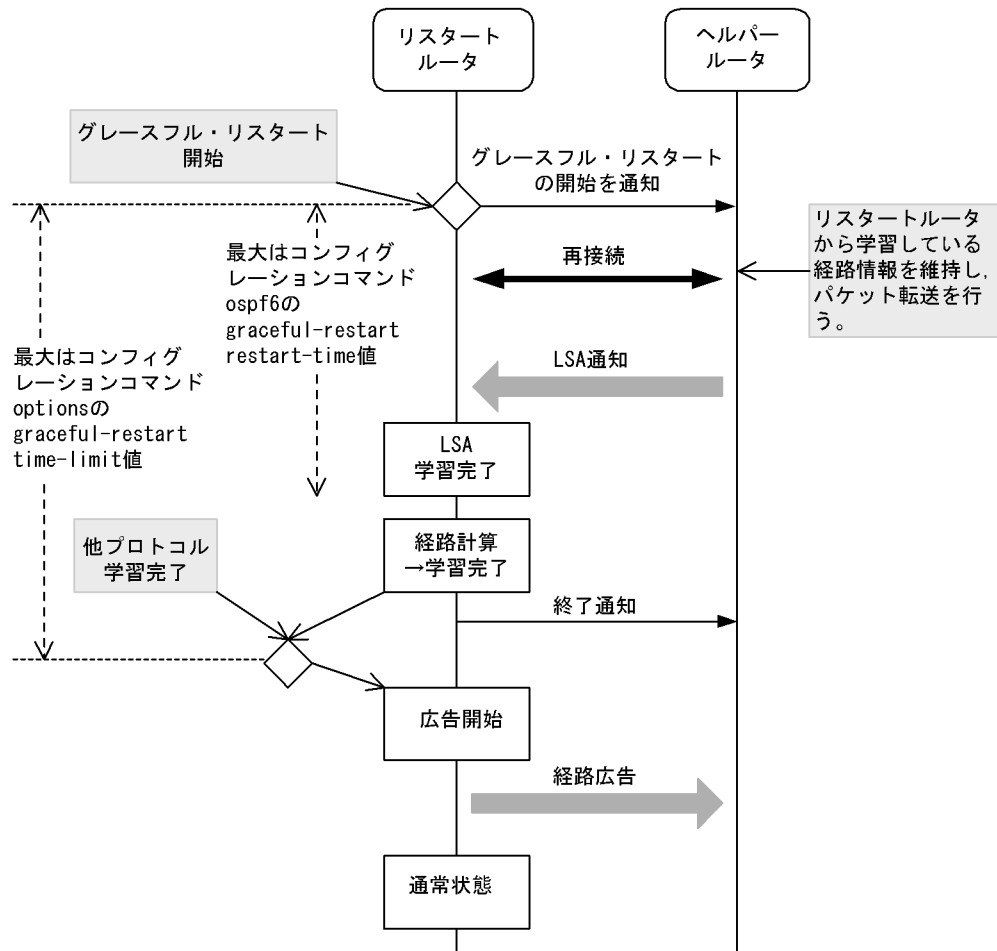 リスタート
ルータ
ヘルパー
ルータ
グレースフル・リスタート
開始
グレースフル・リスタート
の開始を通知
リスタートルータ
から学習している
経路情報を維持し,
パケット転送を行
う。
再接続
最大はコンフィグ
レーションコマンド
ospf6の
graceful-restart
restart-time値
最大はコンフィグ
レーションコマンド
optionsの
graceful-restart
time-limit値
LSA通知
LSA
学習完了
他プロトコル
学習完了
経路計算
→学習完了
終了通知
広告開始
経路広告
通常状態